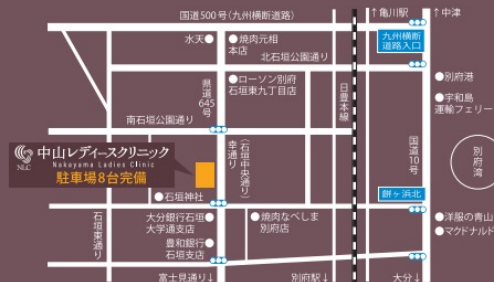 国道500号(九州横断道路)
↑亀川駅
↑中津
水天
焼肉元相
本店
九州横断
道路入口
北石垣公園通り
ローソン別府
石垣東九丁目店
県道
645
号
日豊本線
別府港
宇和島
運輸フェリー
南石垣公園通り
幸通り
(石垣中央通り)
国道10号
別府湾
中山レディースクリニック
Nakayama Ladies Clinic
NLC
駐車場8台完備
石垣神社
餅ヶ浜北
石垣東通り
大分銀行石垣
大学通支店
焼肉なべしま
別府店
洋服の青山
マクドナルド
豊和銀行
石垣支店
富士見通り↓
別府駅↓
大分↓